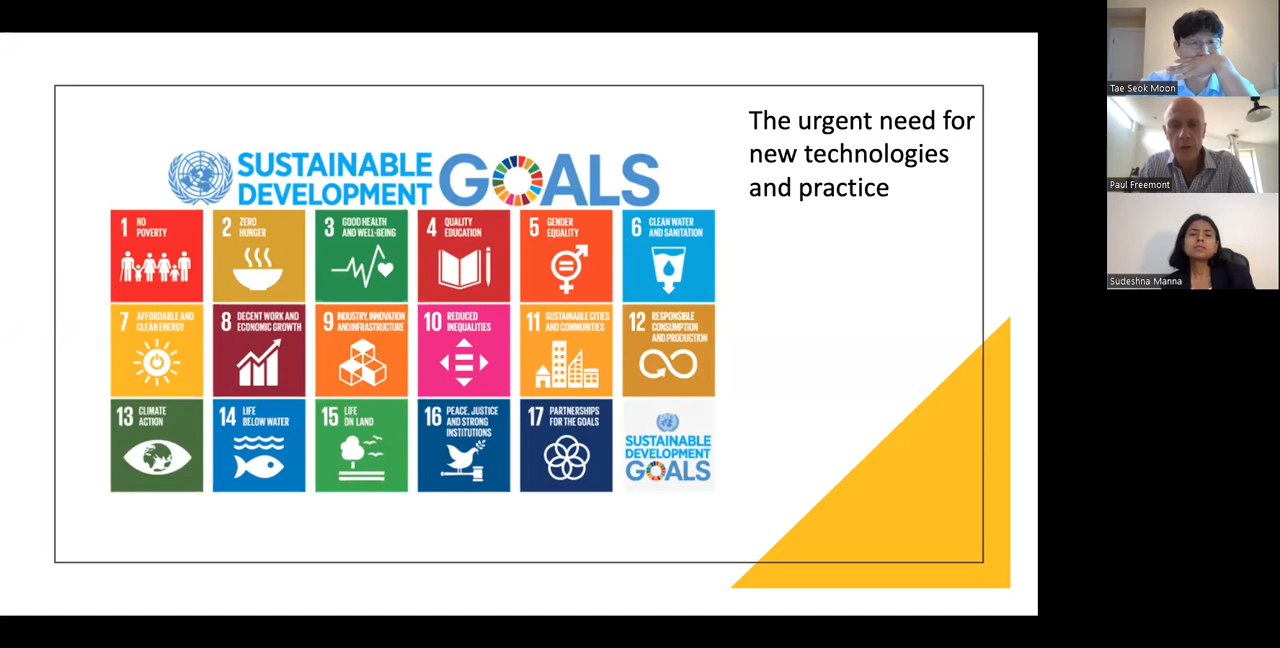 The urgent need for
new technologies
and practice
SUSTAINABLE
DEVELOPMENT
GOALS
1 NO
POVERTY
2 ZERO
HUNGER
3 GOOD HEALTH
AND WELL-BEING
4 QUALITY
EDUCATION
5 GENDER
EQUALITY
6 CLEAN WATER
AND SANITATION
7 AFFORDABLE AND
CLEAN ENERGY
8 DECENT WORK AND
ECONOMIC GROWTH
9 INDUSTRY, INNOVATION
AND INFRASTRUCTURE
10 REDUCED
INEQUALITIES
11 SUSTAINABLE CITIES
AND COMMUNITIES
12 RESPONSIBLE
CONSUMPTION
AND PRODUCTION
13 CLIMATE
ACTION
14 LIFE
BELOW WATER
15 LIFE
ON LAND
16 PEACE, JUSTICE
AND STRONG
INSTITUTIONS
17 PARTNERSHIPS
FOR THE GOALS
SUSTAINABLE
DEVELOPMENT
GOALS
Tae Seok Moon
Paul Freemont
Sudeshna Manna